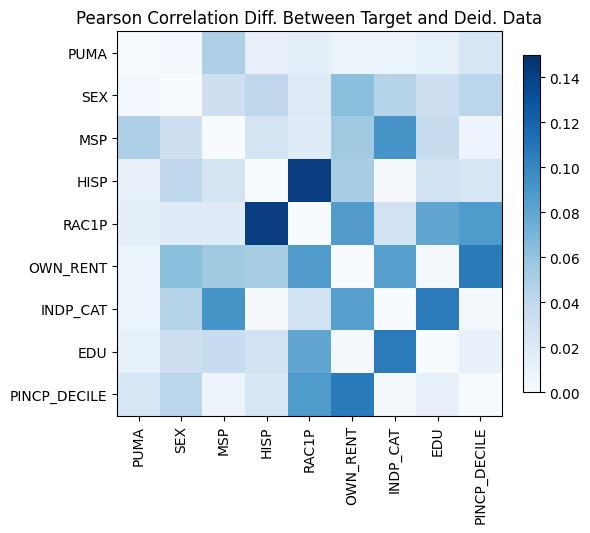 Pearson Correlation Diff. Between Target and Deid. Data
PUMA
SEX
MSP
HISP
RAC1P
OWN_RENT
INDP_CAT
EDU
PINCP_DECILE
PUMA
SEX
MSP
HISP
RAC1P
OWN_RENT
INDP_CAT
EDU
PINCP_DECILE
0.14
0.12
0.10
0.08
0.06
0.04
0.02
0.00